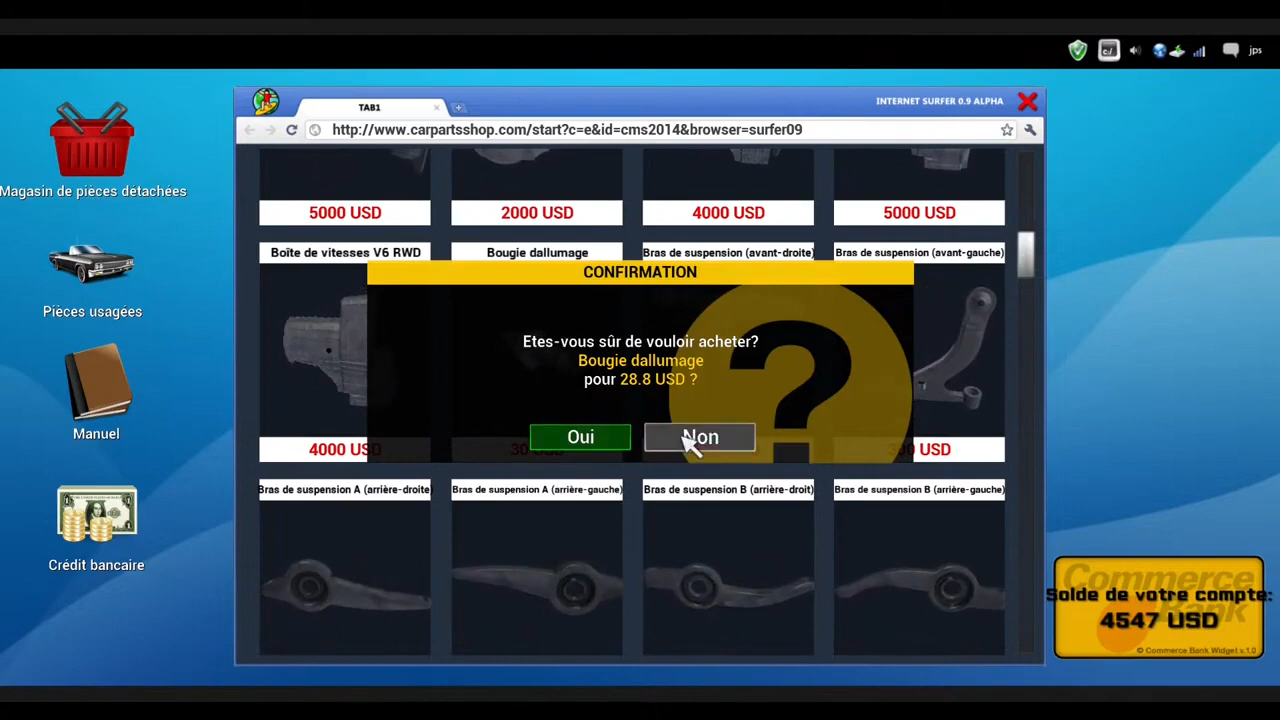 jps
TAB1
INTERNET SURFER 0.9 ALPHA
http://www.carpartsshop.com/start?c=e&id=cms2014&browser=surfer09
Magasin de pièces détachées
Pièces usagées
Manuel
Crédit bancaire
5000 USD
2000 USD
4000 USD
5000 USD
Boîte de vitesses V6 RWD
Bougie dallumage
Bras de suspension (avant-droite)
Bras de suspension (avant-gauche)
CONFIRMATION
Etes-vous sûr de vouloir acheter?
Bougie dallumage
pour 28.8 USD ?
Oui
Non
4000 USD
USD
Bras de suspension A (arrière-droite)
Bras de suspension A (arrière-gauche)
Bras de suspension B (arrière-droit)
Bras de suspension B (arrière-gauche)
Commerce Bank
Solde de votre compte:
4547 USD
© Commerce Bank Widget v.1.0